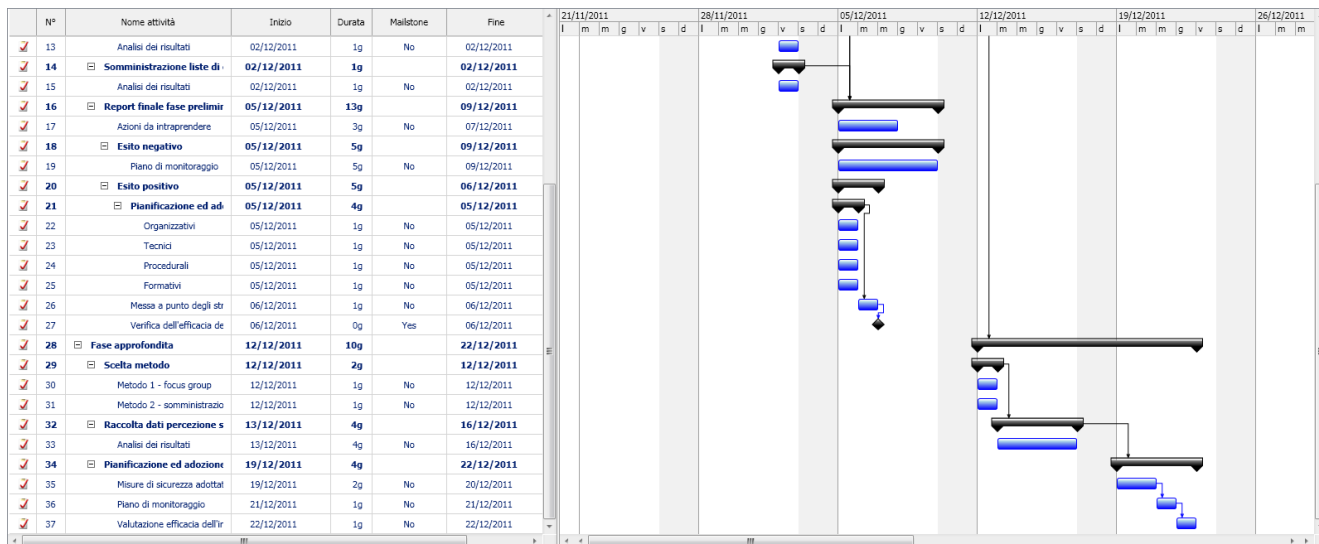 N° Nome attività Inizio Durata Mailstone Fine
21/11/2011 28/11/2011 05/12/2011 12/12/2011 19/12/2011 26/12/2011
l m m g v s d l m m g v s d l m m g v s d l m m g v s d l m m g v s d l m m
13 Analisi dei risultati 02/12/2011 1g No 02/12/2011
14 Somministrazione liste di 02/12/2011 1g 02/12/2011
15 Analisi dei risultati 02/12/2011 1g No 02/12/2011
16 Report finale fase prelimir 05/12/2011 13g 09/12/2011
17 Azioni da intraprendere 05/12/2011 3g No 07/12/2011
18 Esito negativo 05/12/2011 5g 09/12/2011
19 Piano di monitoraggio 05/12/2011 5g No 09/12/2011
20 Esito positivo 05/12/2011 5g 06/12/2011
21 Pianificazione ed ad 05/12/2011 4g 05/12/2011
22 Organizzativi 05/12/2011 1g No 05/12/2011
23 Tecnici 05/12/2011 1g No 05/12/2011
24 Procedurali 05/12/2011 1g No 05/12/2011
25 Formativi 05/12/2011 1g No 05/12/2011
26 Messa a punto degli str 06/12/2011 1g No 06/12/2011
27 Verifica dell'efficacia de 06/12/2011 0g Yes 06/12/2011
28 Fase approfondita 12/12/2011 10g 22/12/2011
29 Scelta metodo 12/12/2011 2g 12/12/2011
30 Metodo 1 - focus group 12/12/2011 1g No 12/12/2011
31 Metodo 2 - somministrazio 12/12/2011 1g No 12/12/2011
32 Raccolta dati percezione s 13/12/2011 4g 16/12/2011
33 Analisi dei risultati 13/12/2011 4g No 16/12/2011
34 Pianificazione ed adozione 19/12/2011 4g 22/12/2011
35 Misure di sicurezza adottat 19/12/2011 2g No 20/12/2011
36 Piano di monitoraggio 21/12/2011 1g No 21/12/2011
37 Valutazione efficacia dell'ir 22/12/2011 1g No 22/12/2011